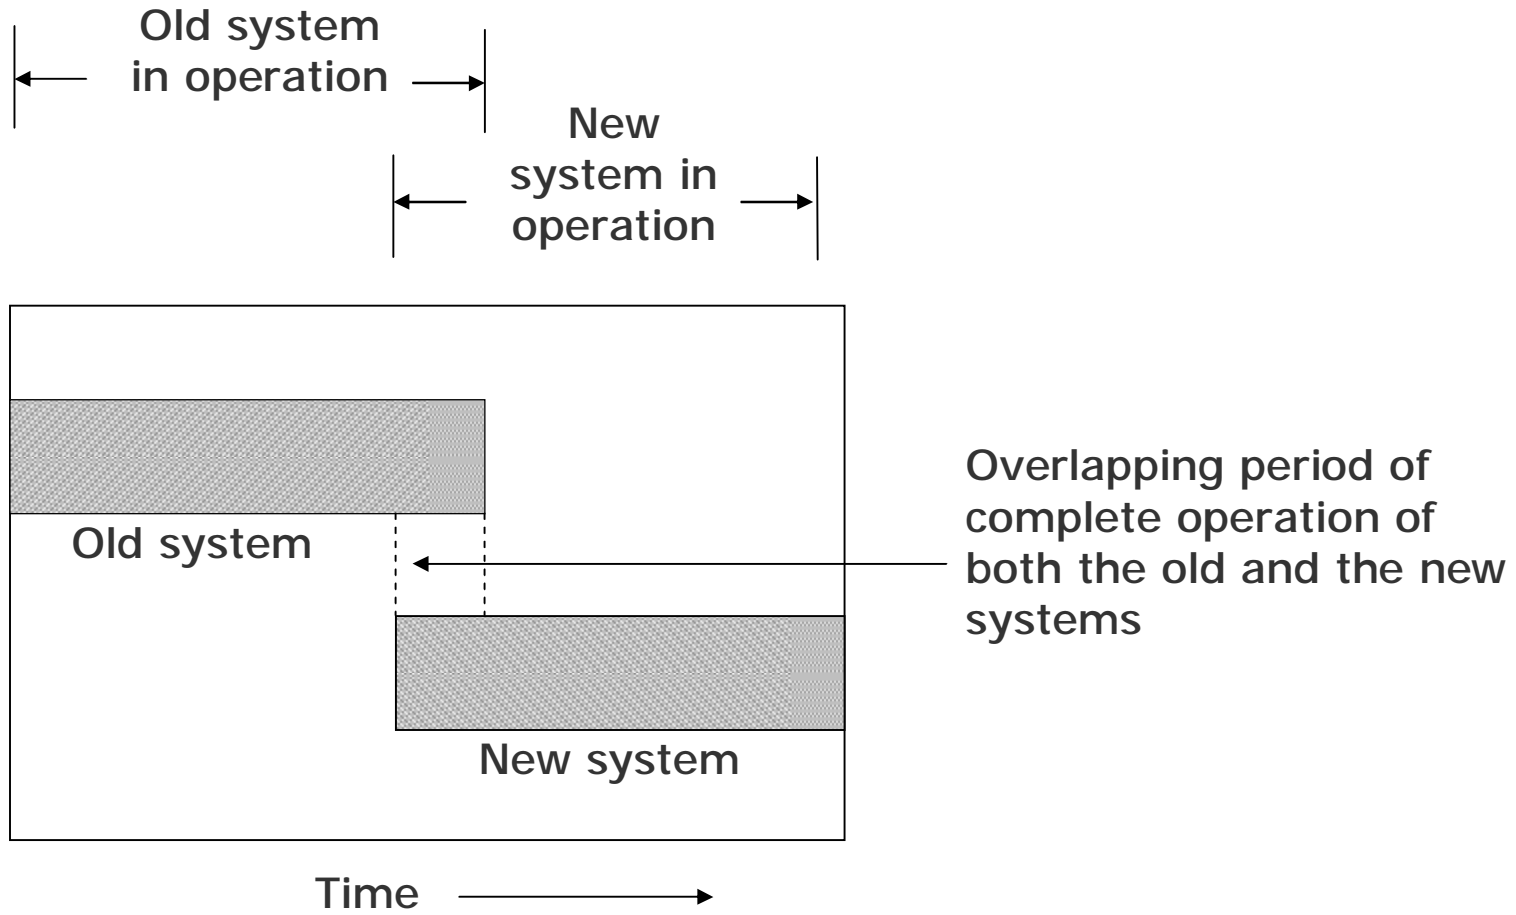 Old system
in operation
New
system in
operation
Old system
Overlapping period of
complete operation of
both the old and the new
systems
New system
Time